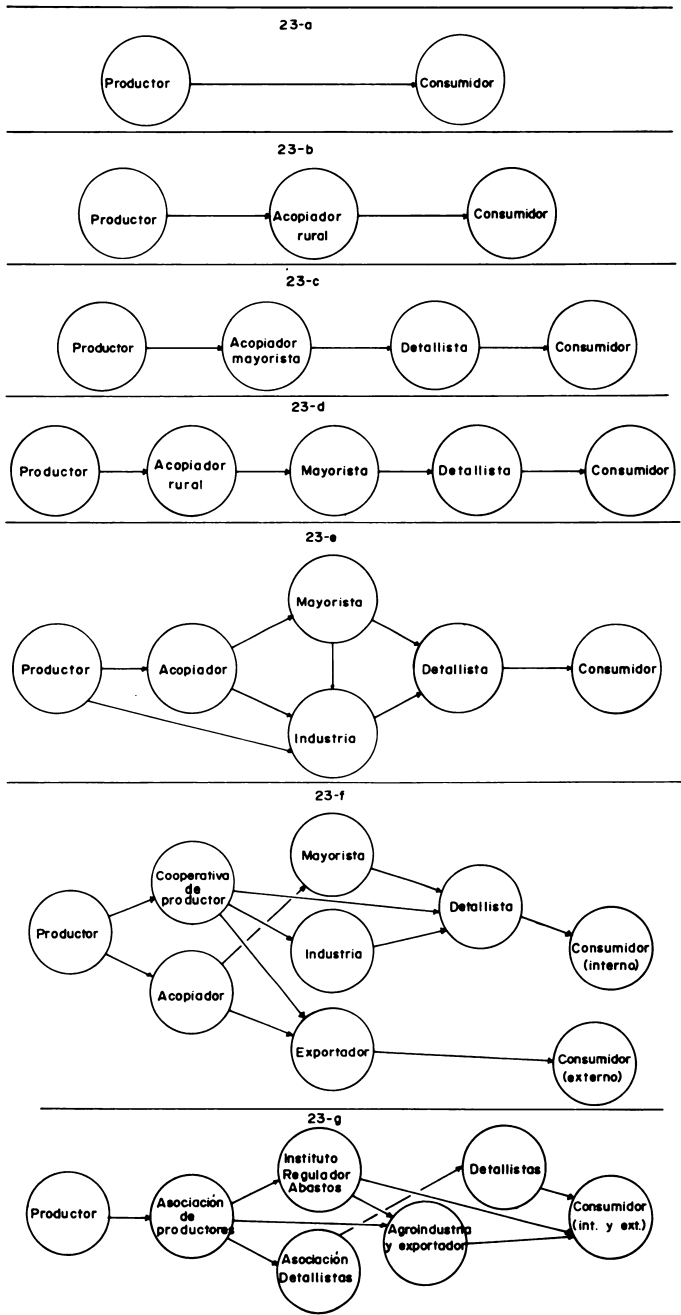 23-a
Productor
Consumidor
23-b
Productor
Acopiador
rural
Consumidor
23-c
Productor
Acopiador
mayorista
Detallista
Consumidor
23-d
Productor
Acopiador
rural
Mayorista
Detallista
Consumidor
23-e
Mayorista
Productor
Acopiador
Detallista
Consumidor
Industria
23-f
Mayorista
Cooperativa
de
productor
Detallista
Productor
Industria
Consumidor
(interno)
Acopiador
Exportador
Consumidor
(externo)
23-g
Instituto
Regulador
Abastos
Detallistas
Productor
Asociación
de
productores
Consumidor
(int. y ext.)
Agroindustria
y exportador
Asociación
Detallistas